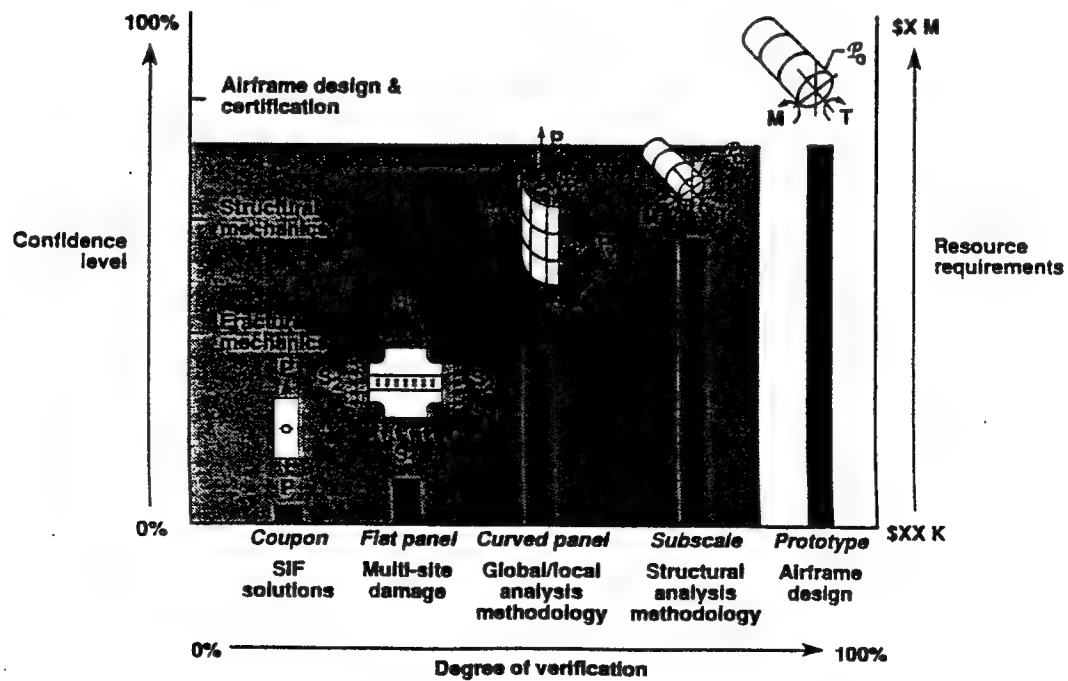 100%
$X M
Airframe design &
certification
P
M
T
Structural
mechanics
Confidence
level
Resource
requirements
Fracture
mechanics
P
P
0%
$XX K
Coupon
Flat panel
Curved panel
Subscale
Prototype
SIF
solutions
Multi-site
damage
Global/local
analysis
methodology
Structural
analysis
methodology
Airframe
design
0%
100%
Degree of verification